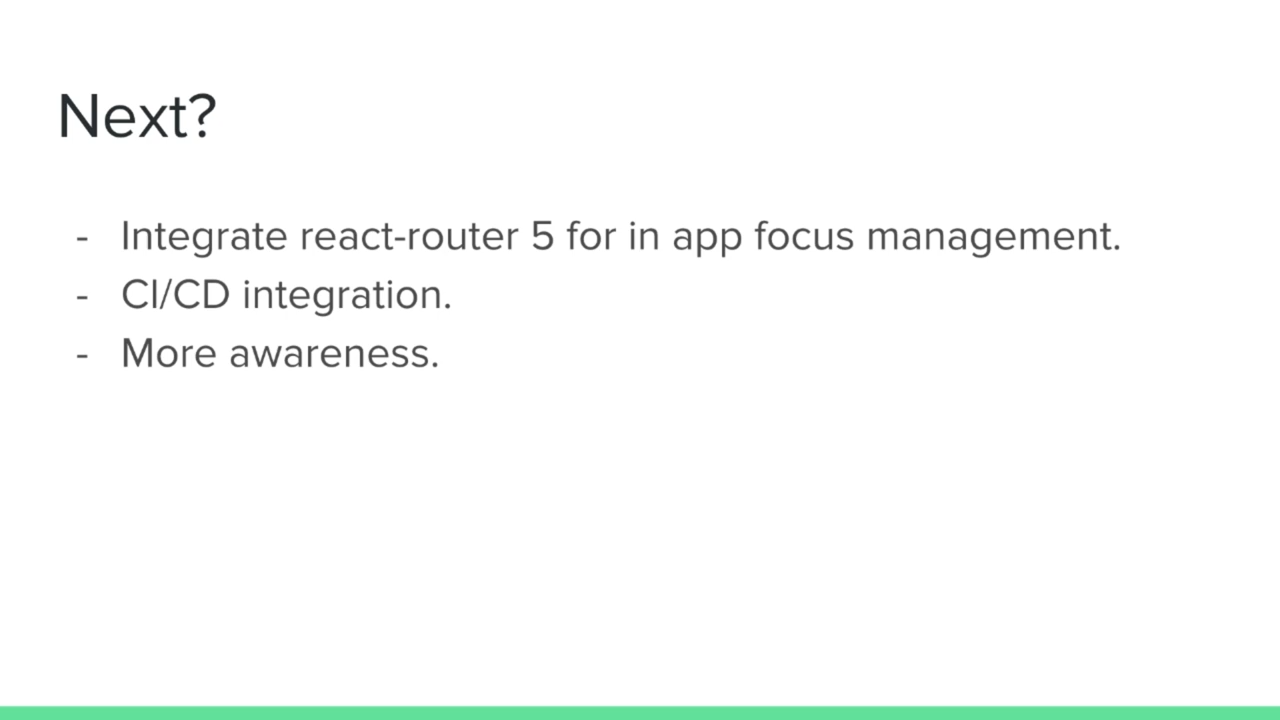 Next?
- Integrate react-router 5 for in app focus management.
- CI/CD integration.
- More awareness.